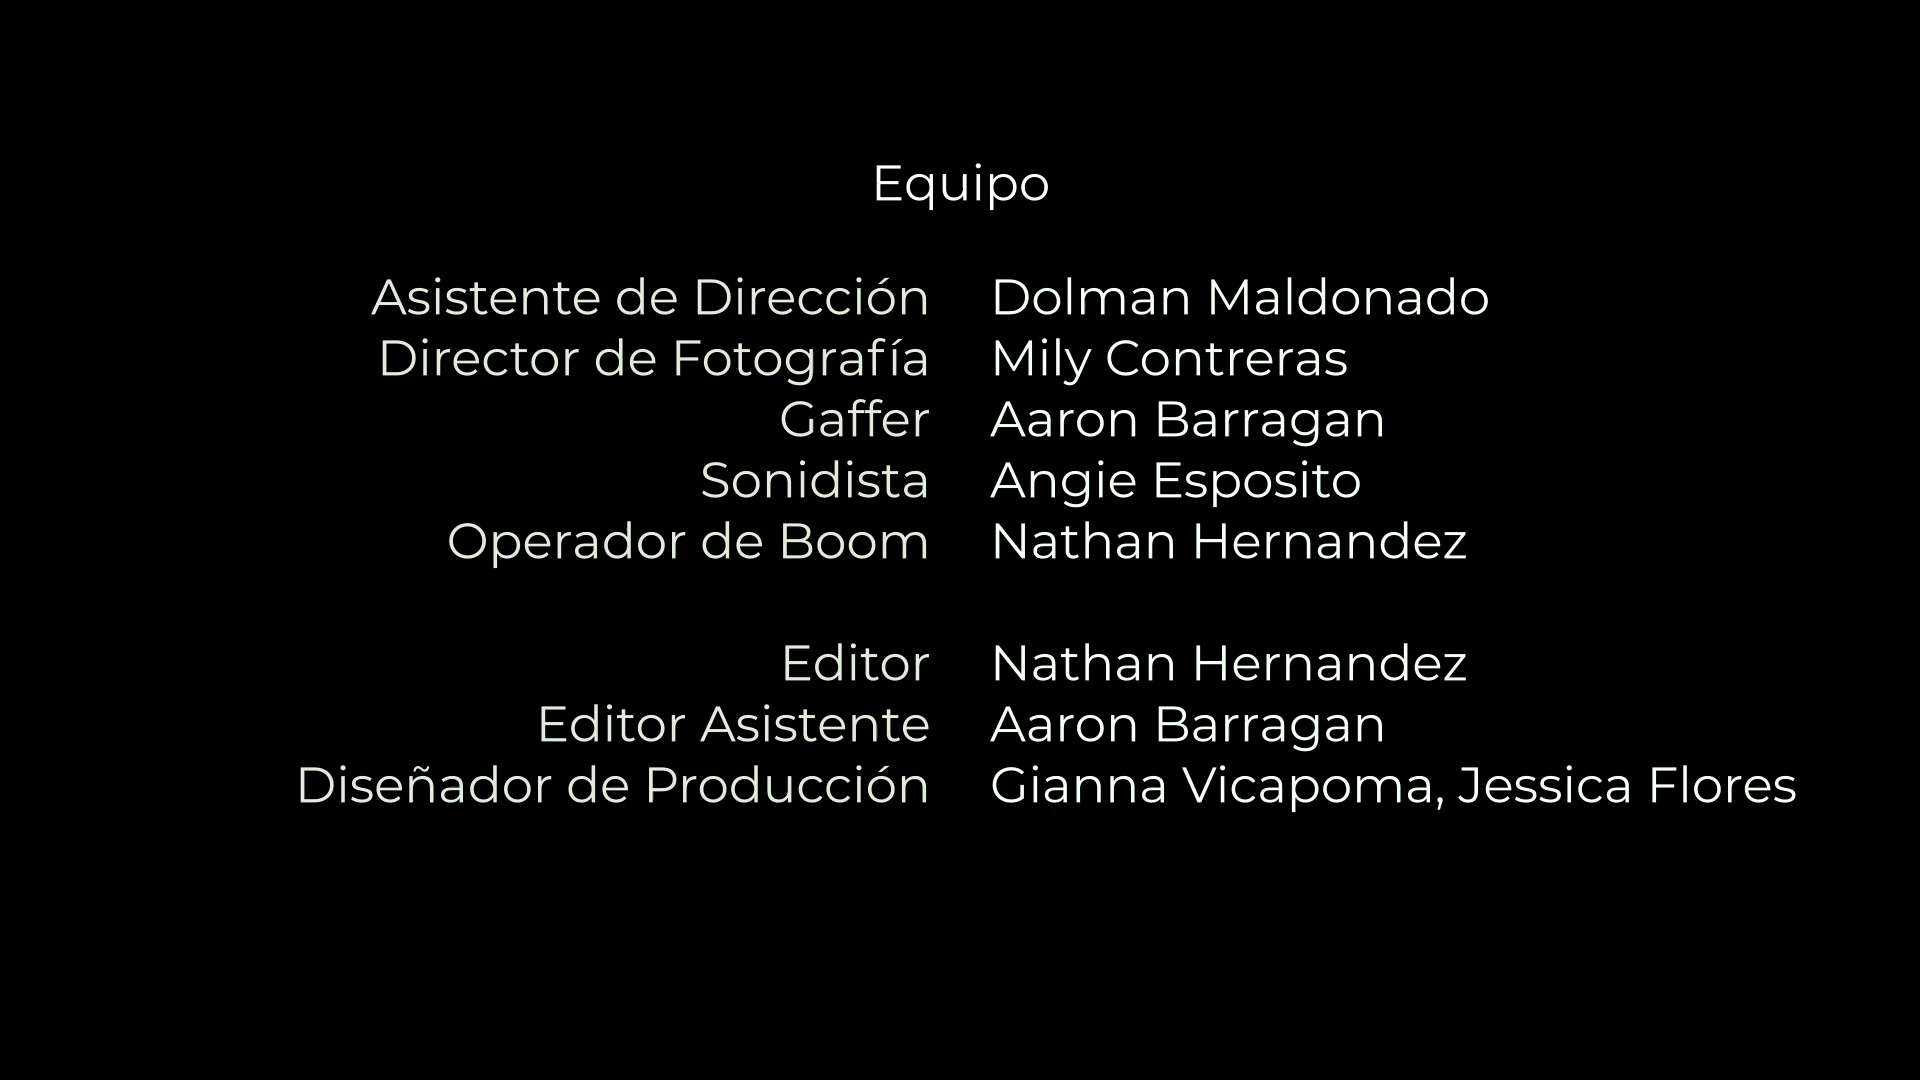 Equipo
Asistente de Dirección Dolman Maldonado
Director de Fotografía Mily Contreras
Gaffer Aaron Barragan
Sonidista Angie Esposito
Operador de Boom Nathan Hernandez
Editor Nathan Hernandez
Editor Asistente Aaron Barragan
Diseñador de Producción Gianna Vicapoma, Jessica Flores